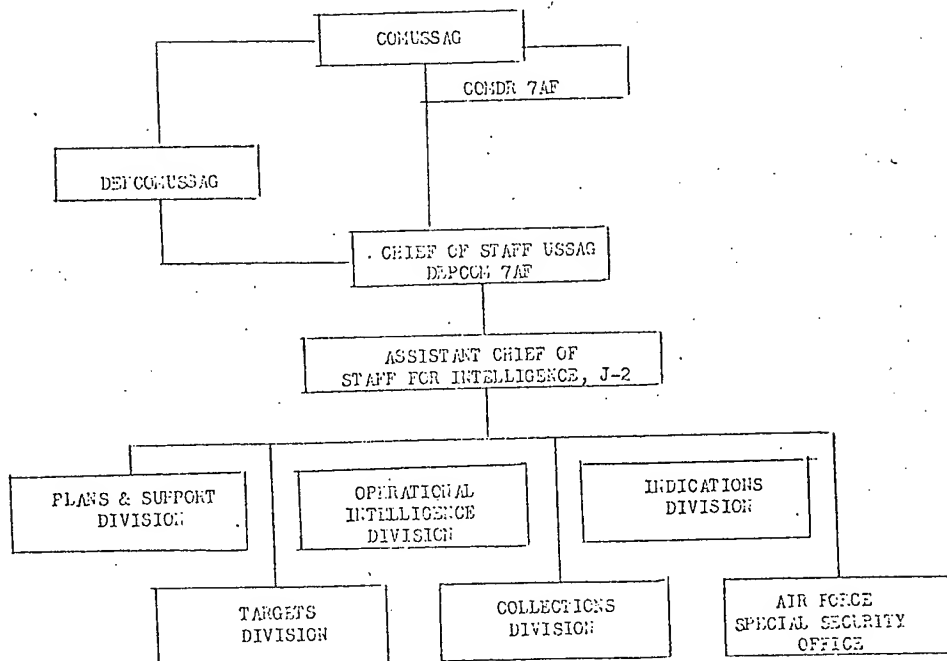 COMUSSAG
COMDR 7AF
DEPCOMUSSAG
CHIEF OF STAFF USSAG
DEPCOM 7AF
ASSISTANT CHIEF OF
STAFF FOR INTELLIGENCE, J-2
PLANS & SUPPORT
DIVISION
OPERATIONAL
INTELLIGENCE
DIVISION
INDICATIONS
DIVISION
TARGETS
DIVISION
COLLECTIONS
DIVISION
AIR FORCE
SPECIAL SECURITY
OFFICE